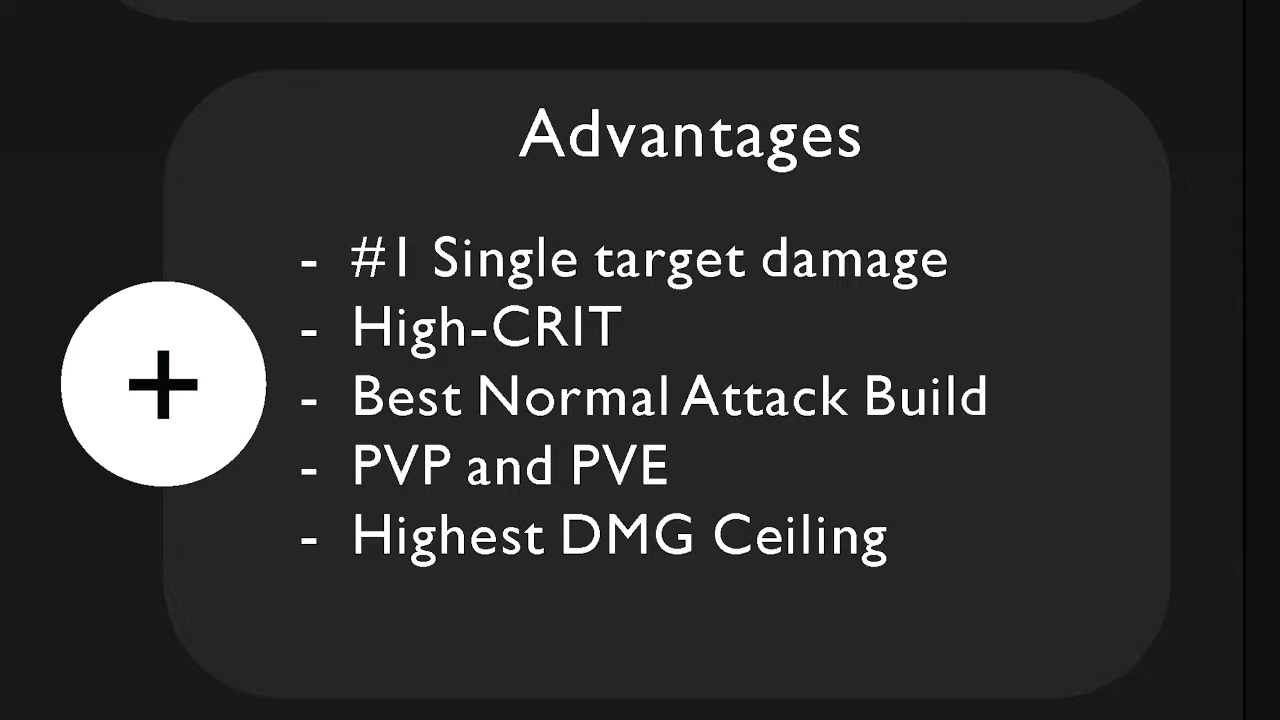 Advantages
- #1 Single target damage
- High-CRIT
- Best Normal Attack Build
- PVP and PVE
- Highest DMG Ceiling
+